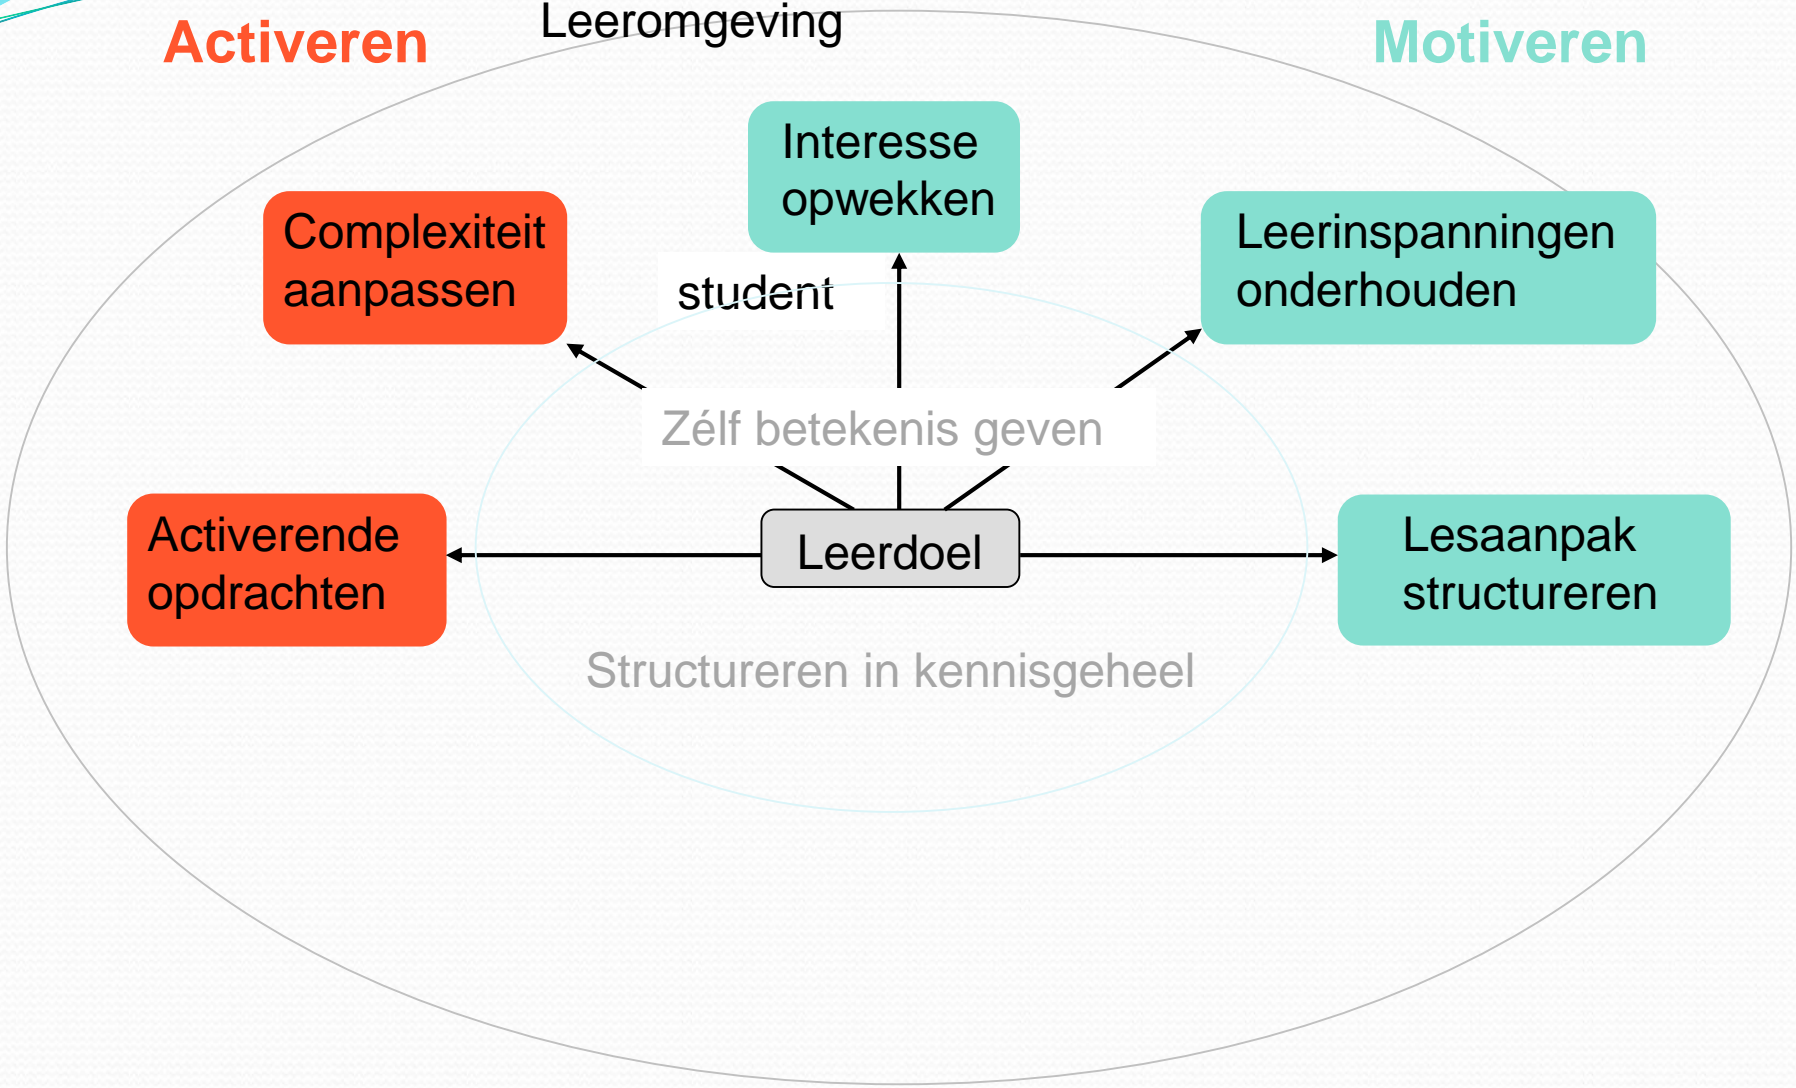 Leeromgeving
Activeren
Motiveren
Interesse
opwekken
Complexiteit
aanpassen
Leerinspanningen
onderhouden
student
Zélf betekenis geven
Activerende
opdrachten
Leerdoel
Lesaanpak
structureren
Structureren in kennisgeheel